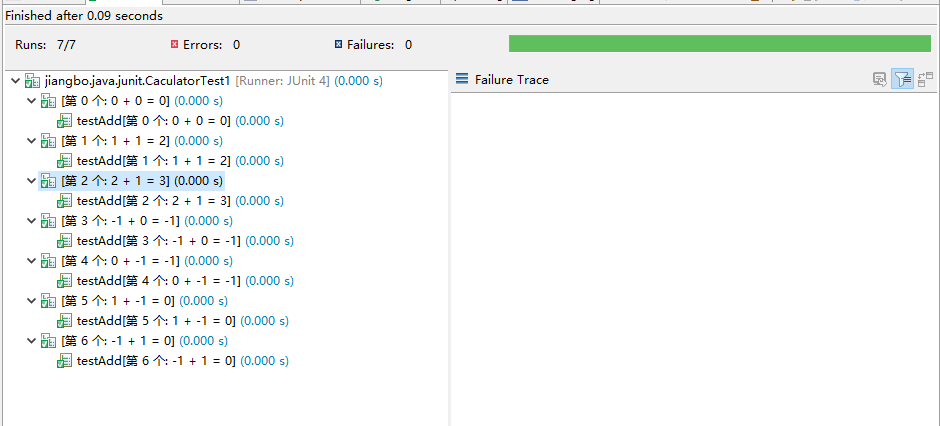 Finished after 0.09 seconds
Runs: 7/7 Errors: 0 Failures: 0
jiangbo.java.junit.CaculatorTest1 [Runner: JUnit 4] (0.000 s)
Failure Trace
[第 0 个: 0 + 0 = 0] (0.000 s)
testAdd[第 0 个: 0 + 0 = 0] (0.000 s)
[第 1 个: 1 + 1 = 2] (0.000 s)
testAdd[第 1 个: 1 + 1 = 2] (0.000 s)
[第 2 个: 2 + 1 = 3] (0.000 s)
testAdd[第 2 个: 2 + 1 = 3] (0.000 s)
[第 3 个: -1 + 0 = -1] (0.000 s)
testAdd[第 3 个: -1 + 0 = -1] (0.000 s)
[第 4 个: 0 + -1 = -1] (0.000 s)
testAdd[第 4 个: 0 + -1 = -1] (0.000 s)
[第 5 个: 1 + -1 = 0] (0.000 s)
testAdd[第 5 个: 1 + -1 = 0] (0.000 s)
[第 6 个: -1 + 1 = 0] (0.000 s)
testAdd[第 6 个: -1 + 1 = 0] (0.000 s)